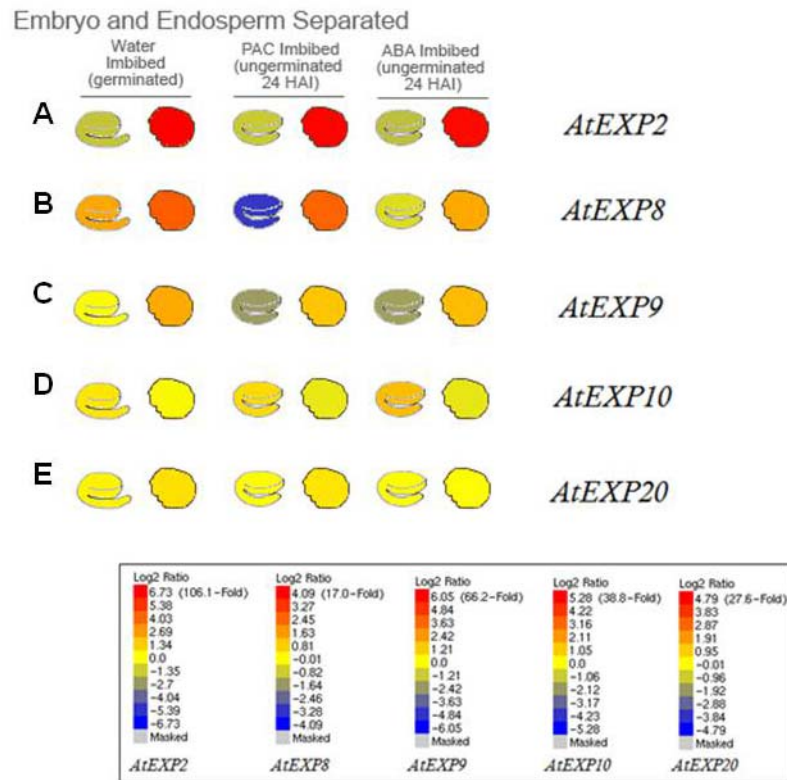 Embryo and Endosperm Separated
Water
Imbibed
(germinated)
PAC Imbibed
(ungerminated
24 HAI)
ABA Imbibed
(ungerminated
24 HAI)
A
AtEXP2
B
AtEXP8
C
AtEXP9
D
AtEXP10
E
AtEXP20
Log2 Ratio
6.73 (106.1-Fold)
5.38
4.03
2.69
1.34
0.0
-1.35
-2.7
-4.04
-5.39
-6.73
Masked
AtEXP2
Log2 Ratio
4.09 (17.0-Fold)
3.27
2.45
1.63
0.81
-0.01
-0.82
-1.64
-2.46
-3.28
-4.09
Masked
AtEXP8
Log2 Ratio
6.05 (66.2-Fold)
4.84
3.63
2.42
1.21
0.0
-1.21
-2.42
-3.63
-4.84
-6.05
Masked
AtEXP9
Log2 Ratio
5.28 (38.8-Fold)
4.22
3.16
2.11
1.05
0.0
-1.06
-2.12
-3.17
-4.23
-5.28
Masked
AtEXP10
Log2 Ratio
4.79 (27.6-Fold)
3.83
2.87
1.91
0.95
-0.01
-0.96
-1.92
-2.88
-3.84
-4.79
Masked
AtEXP20